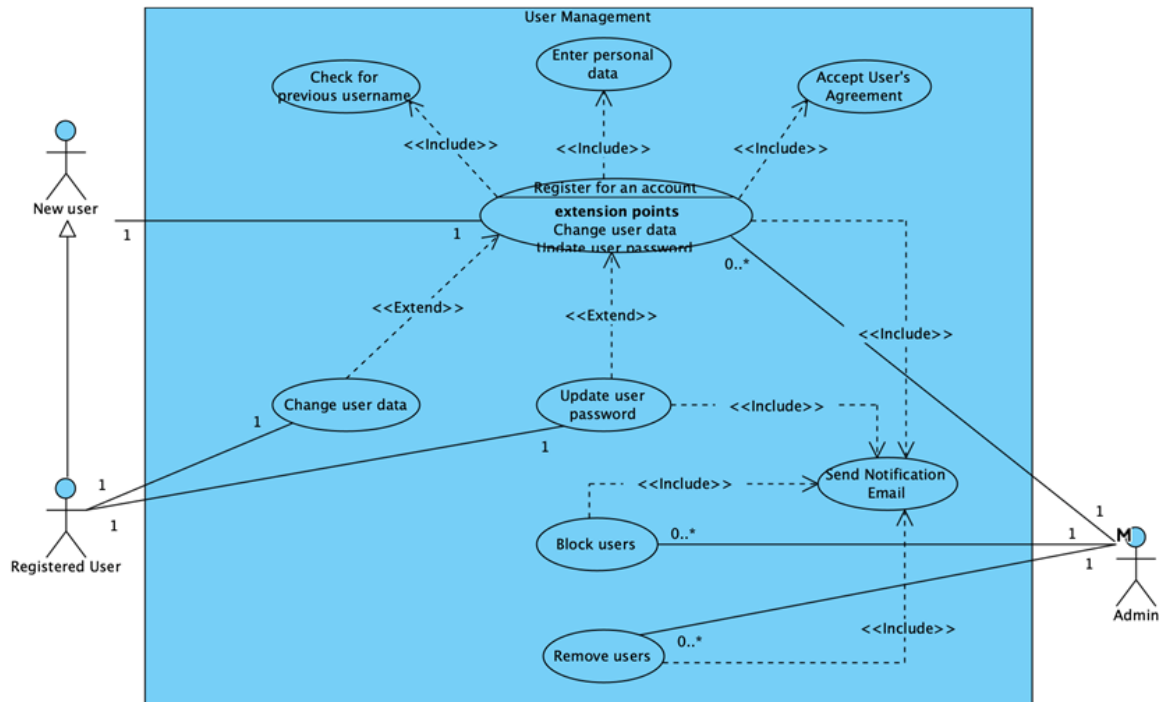 User Management
Enter personal
data
Check for
previous username
Accept User's
Agreement
<<Include>>
<<Include>>
<<Include>>
New user
Register for an account
extension points
Change user data
Update user password
1
1
0..*
<<Extend>>
<<Extend>>
<<Include>>
Change user data
Update user
password
<<Include>>
1
1
Send Notification
Email
<<Include>>
1
1
Registered User
Block users
0..*
1
1
1
M
Admin
Remove users
0..*
<<Include>>